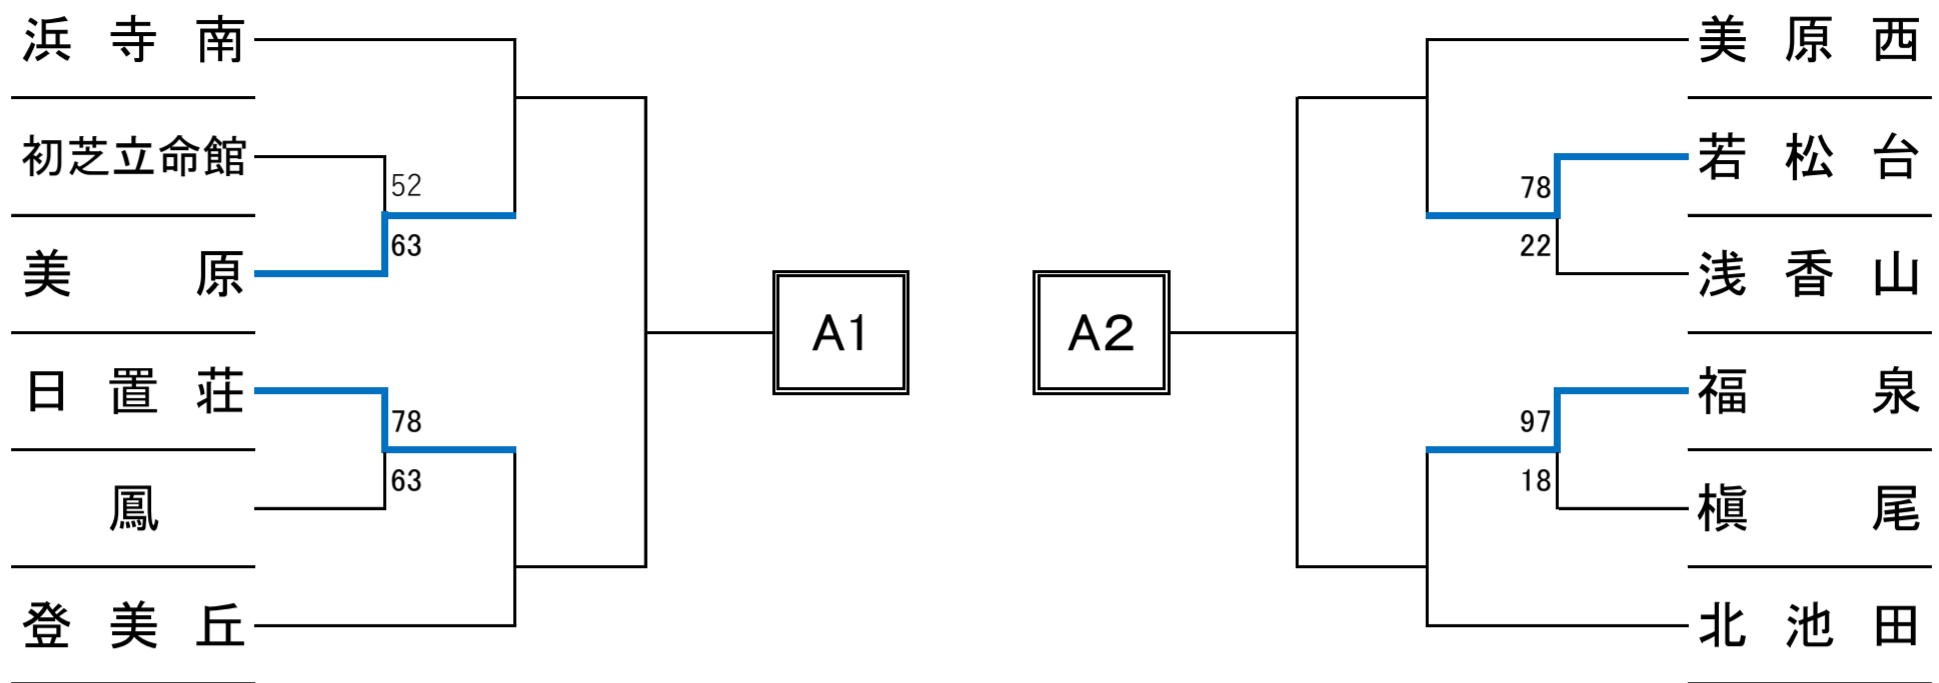 浜寺南
初芝立命館
52
63
美原
日置荘
78
63
鳳
登美丘
A1
A2
美原西
若松台
78
22
浅香山
福泉
97
18
槇尾
北池田